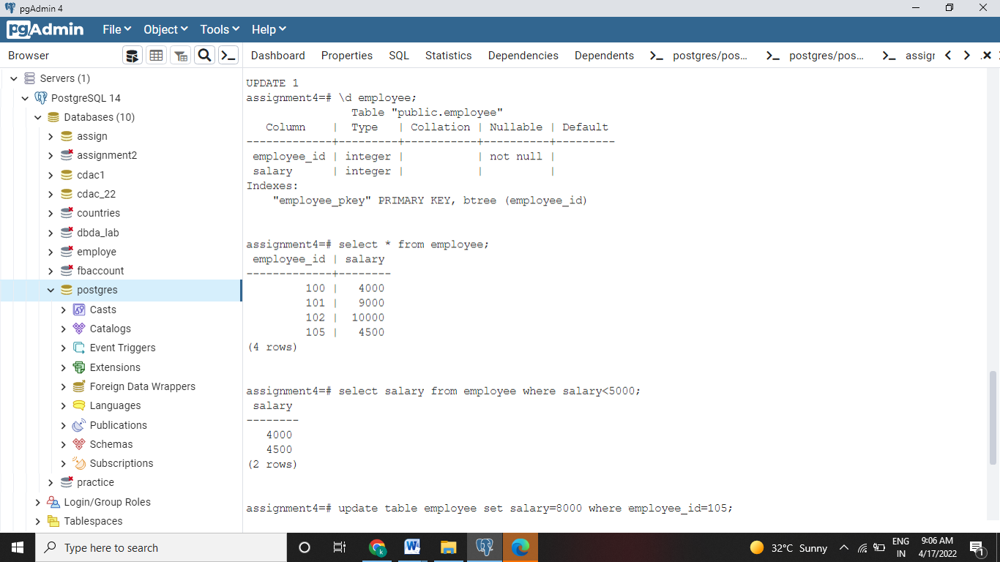 pgAdmin 4
pgAdmin File Object Tools Help
Browser
Dashboard Properties SQL Statistics Dependencies Dependents postgres/pos... postgres/pos... assig
Servers (1)
PostgreSQL 14
Databases (10)
assign
assignment2
cdac1
cdac_22
countries
dbda_lab
employe
fbaccount
postgres
Casts
Catalogs
Event Triggers
Extensions
Foreign Data Wrappers
Languages
Publications
Schemas
Subscriptions
practice
Login/Group Roles
Tablespaces
UPDATE 1
assignment4=# \d employee;
Table "public.employee"
Column | Type | Collation | Nullable | Default
-------------+---------+-----------+----------+---------
employee_id | integer | | not null |
salary | integer | | |
Indexes:
"employee_pkey" PRIMARY KEY, btree (employee_id)
assignment4=# select * from employee;
employee_id | salary
-------------+--------
100 | 4000
101 | 9000
102 | 10000
105 | 4500
(4 rows)
assignment4=# select salary from employee where salary<5000;
salary
--------
4000
4500
(2 rows)
assignment4=# update table employee set salary=8000 where employee_id=105;
Type here to search
32°C Sunny
ENG
IN
9:06 AM
4/17/2022
1